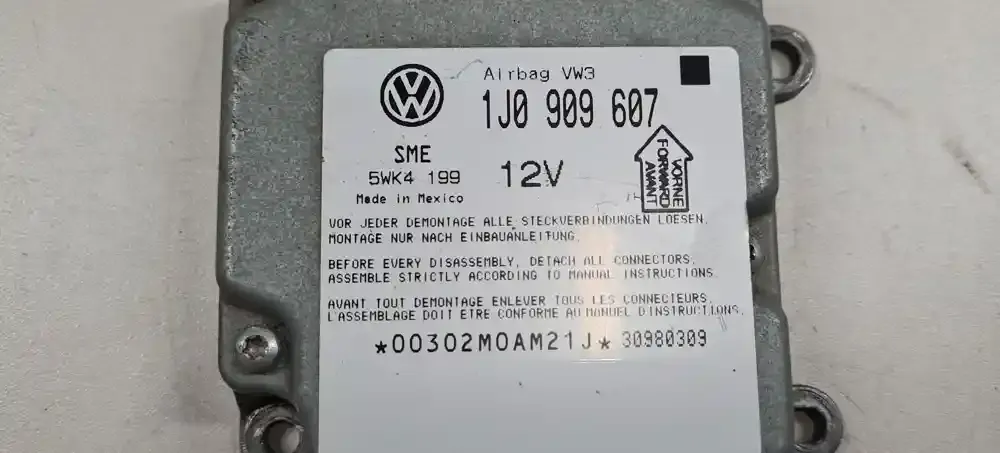 Airbag VW3
1J0 909 607
SME
5WK4 199
12V
Made in Mexico
VORNE
FORWARD
AVANT
VOR JEDER DEMONTAGE ALLE STECKVERBINDUNGEN LOESEN.
MONTAGE NUR NACH EINBAUANLEITUNG.
BEFORE EVERY DISASSEMBLY, DETACH ALL CONNECTORS.
ASSEMBLE STRICTLY ACCORDING TO MANUAL INSTRUCTIONS.
AVANT TOUT DEMONTAGE ENLEVER TOUS LES CONNECTEURS.
L'ASSEMBLAGE DOIT ETRE CONFORME AU MANUEL D'INSTRUCTIONS.
*00302M0AM21J* 30980309